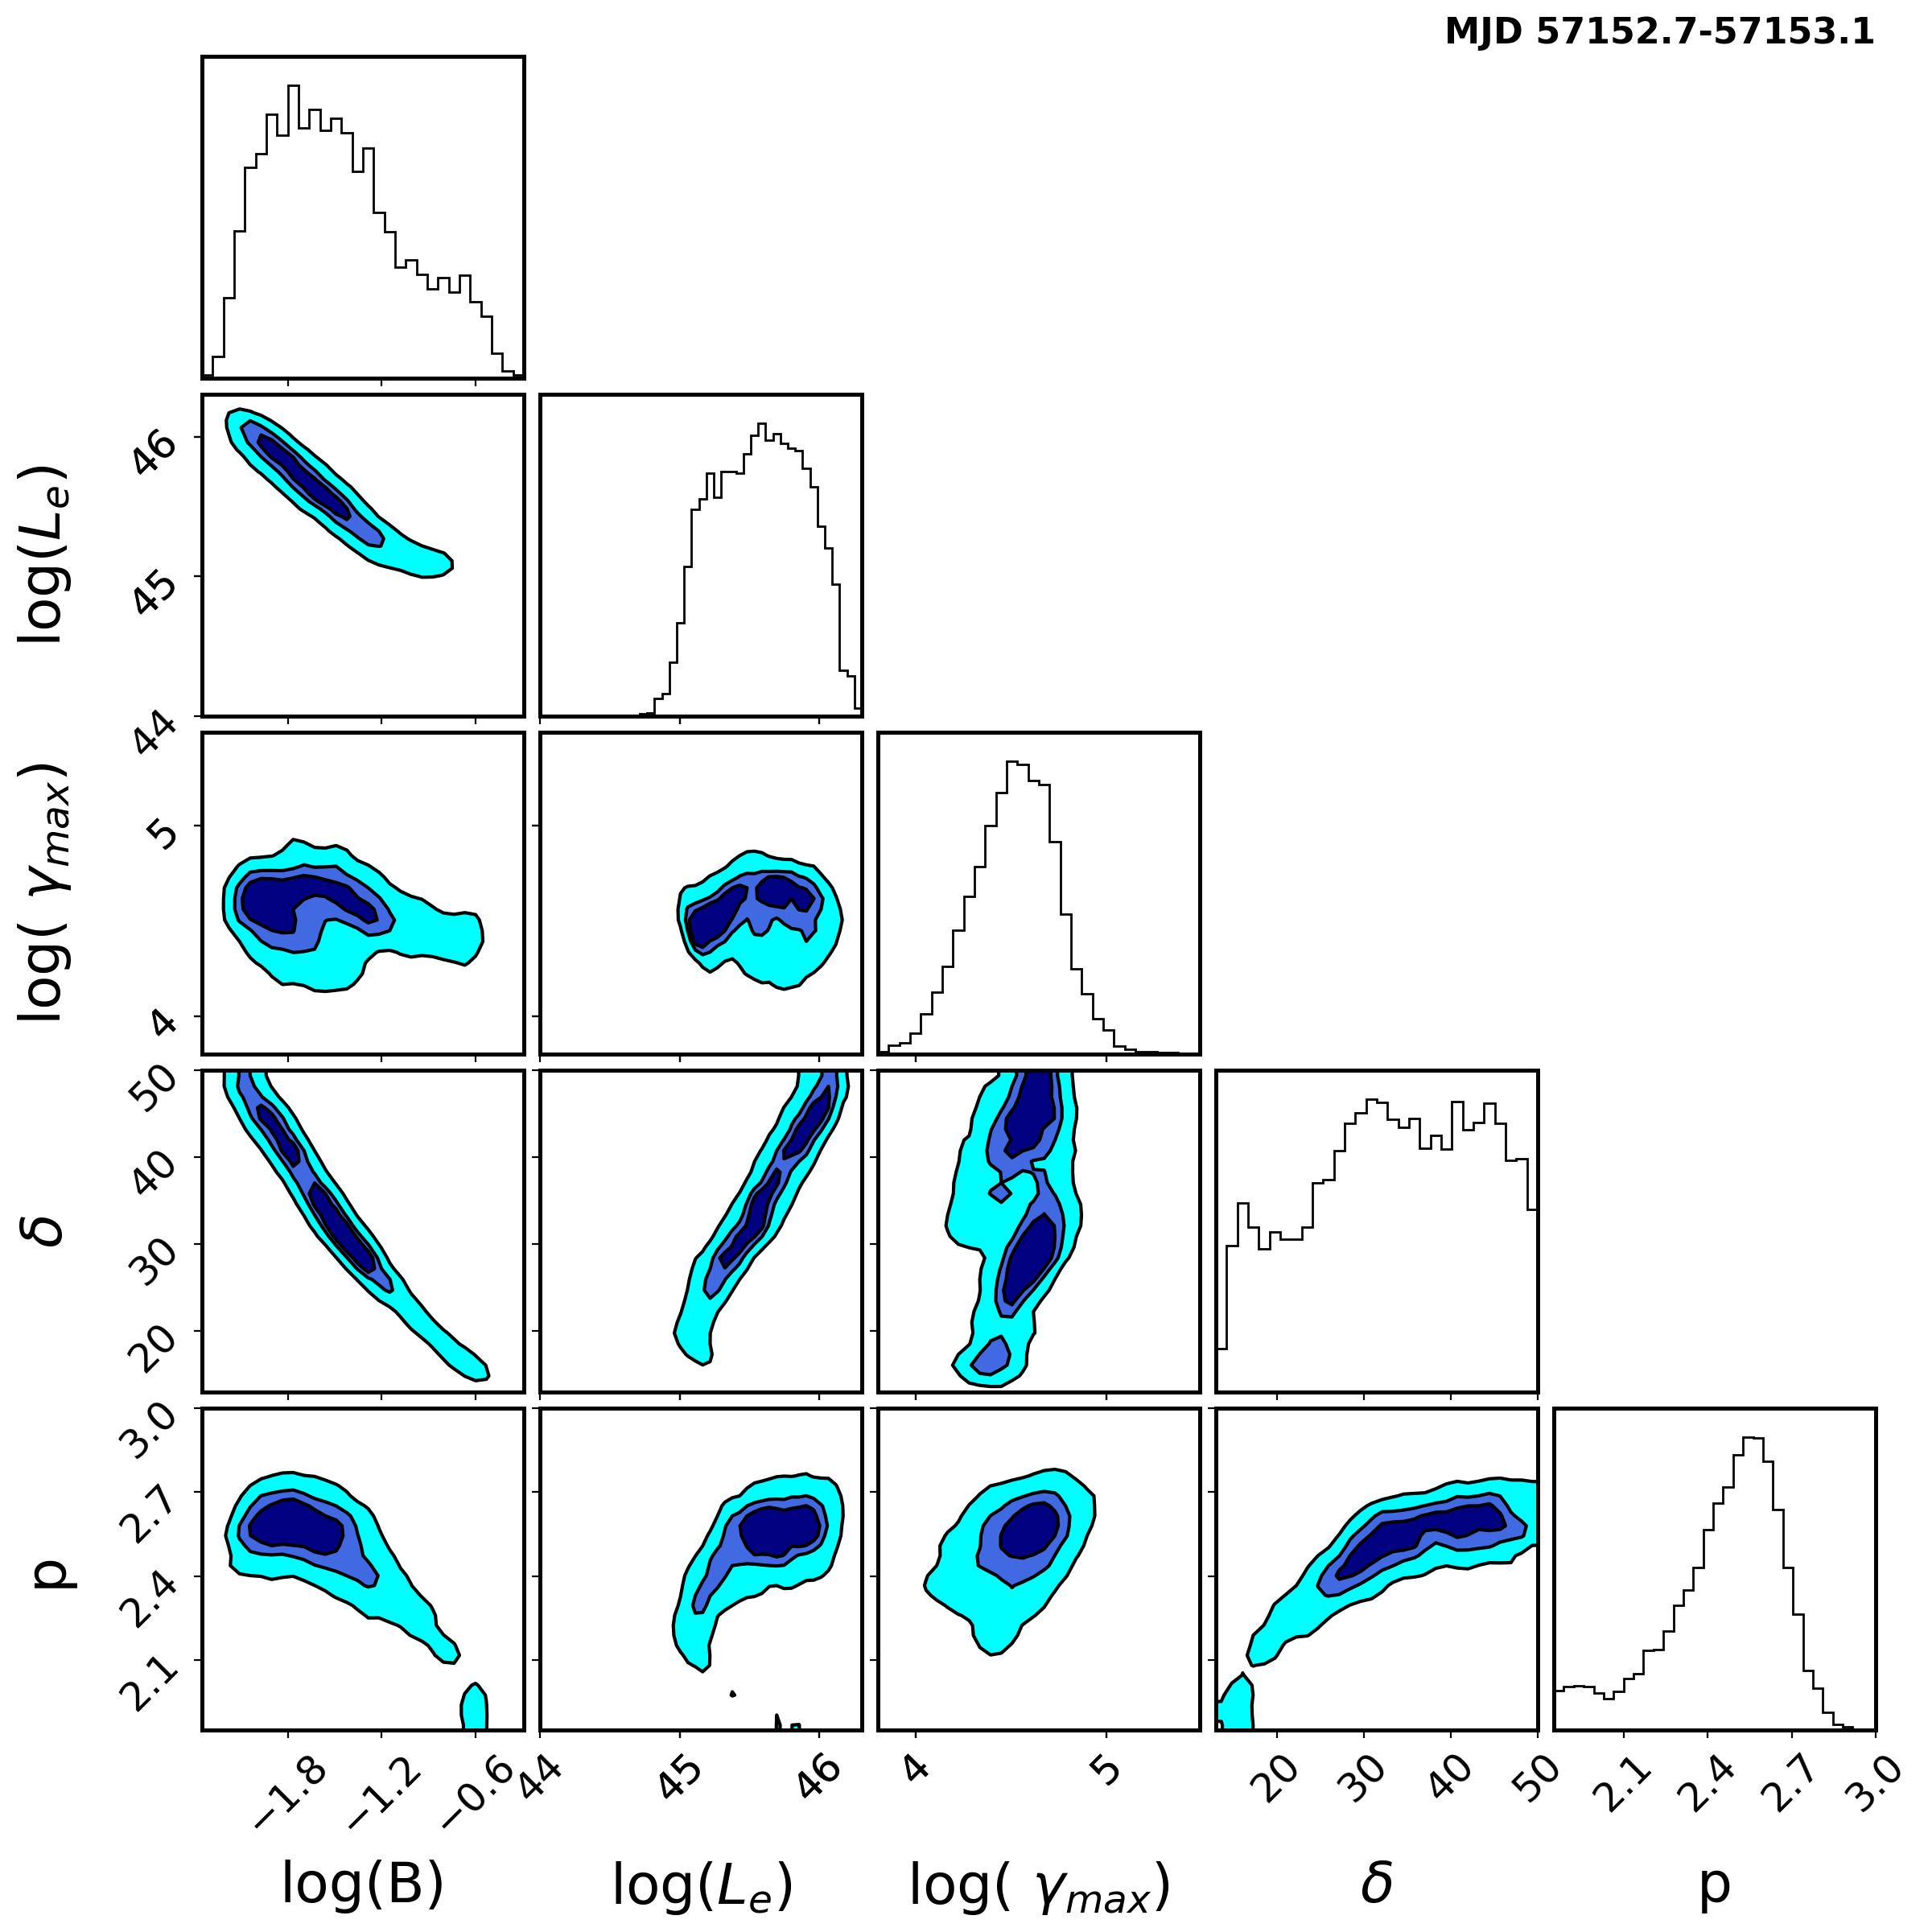 MJD 57152.7-57153.1
log(Lₑ)
46
45
44
log( γₘₐₓ)
5
4
δ
50
40
30
20
p
3.0
2.7
2.4
2.1
−1.8 −1.2 −0.6 44 45 46 4 5 20 30 40 50 2.1 2.4 2.7 3.0
log(B) log(Lₑ) log( γₘₐₓ) δ p